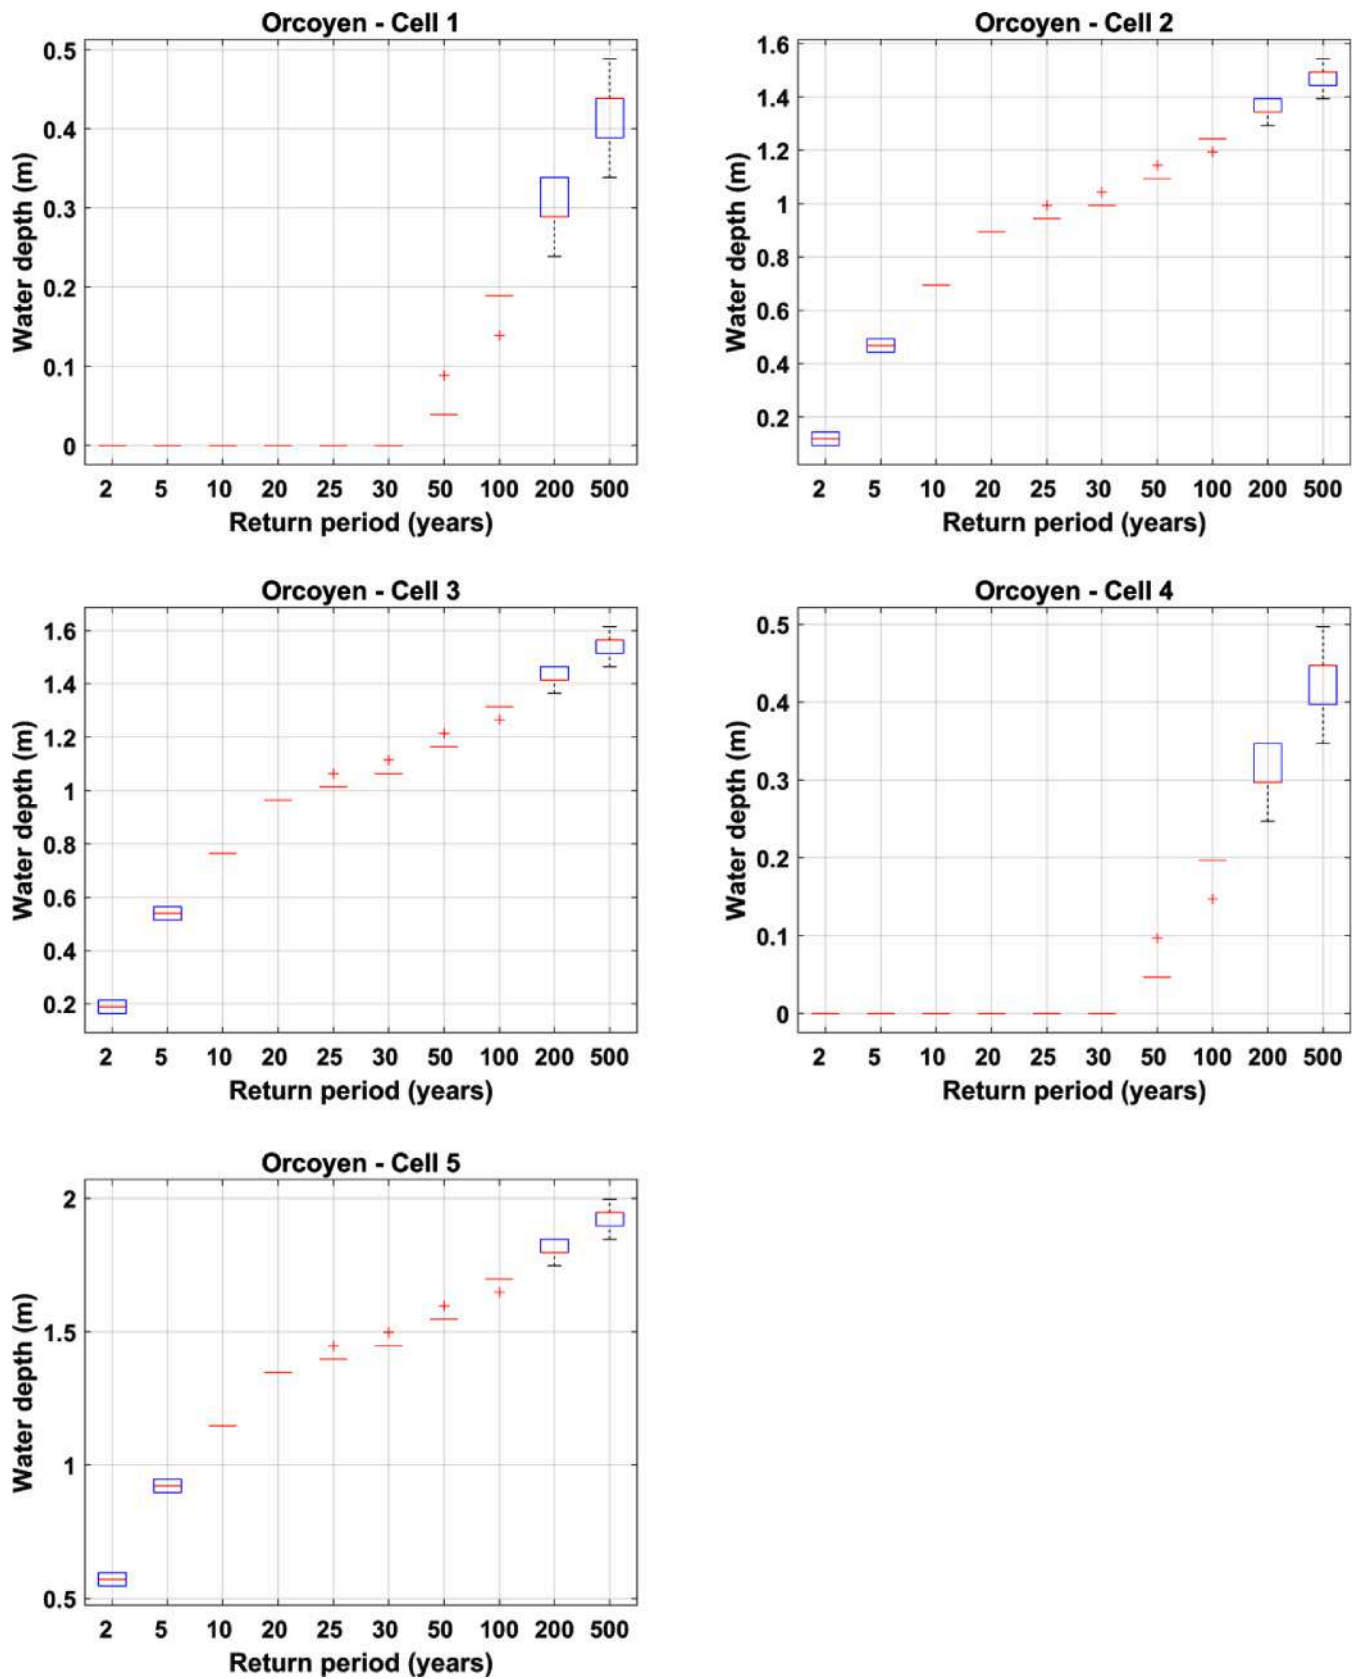 Orcoyen - Cell 1
0.5
0.4
0.3
0.2
0.1
0
Water depth (m)
2 5 10 20 25 30 50 100 200 500
Return period (years)
Orcoyen - Cell 2
1.6
1.4
1.2
1
0.8
0.6
0.4
0.2
Water depth (m)
2 5 10 20 25 30 50 100 200 500
Return period (years)
Orcoyen - Cell 3
1.6
1.4
1.2
1
0.8
0.6
0.4
0.2
Water depth (m)
2 5 10 20 25 30 50 100 200 500
Return period (years)
Orcoyen - Cell 4
0.5
0.4
0.3
0.2
0.1
0
Water depth (m)
2 5 10 20 25 30 50 100 200 500
Return period (years)
Orcoyen - Cell 5
2
1.5
1
0.5
Water depth (m)
2 5 10 20 25 30 50 100 200 500
Return period (years)